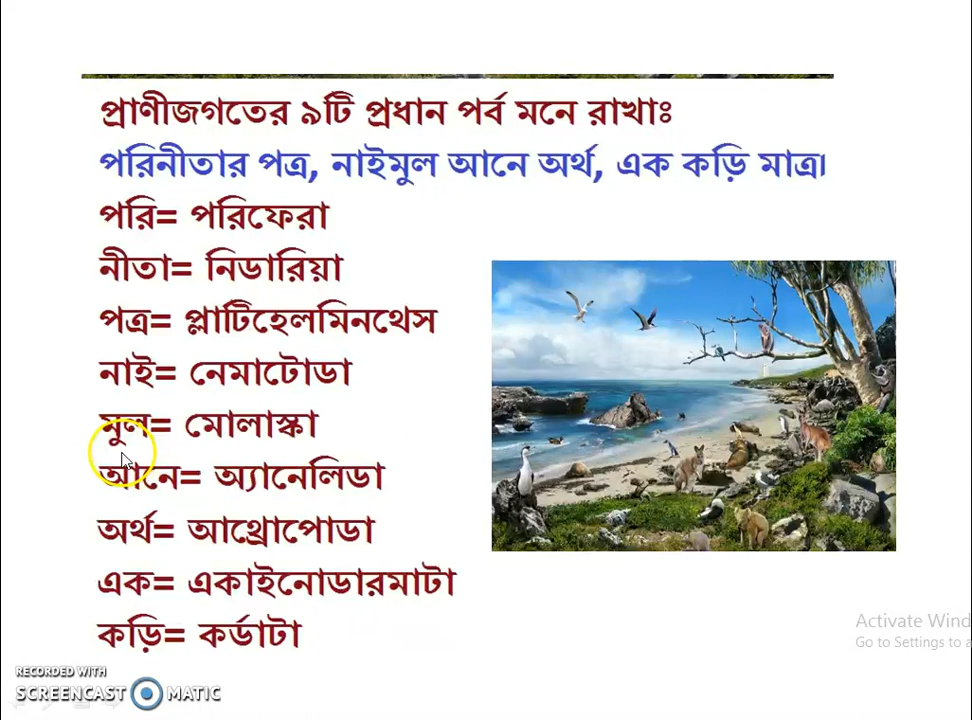 প্রাণীজগতের ৯টি প্রধান পর্ব মনে রাখাঃ
পরিনীতার পত্র, নাইমুল আনে অর্থ, এক কড়ি মাত্র।
পরি= পরিফেরা
নীতা= নিডারিয়া
পত্র= প্লাটিহেলমিনথেস
নাই= নেমাটোডা
মুল= মোলাস্কা
আনে= অ্যানেলিডা
অর্থ= আথ্রোপোডা
এক= একাইনোডারমাটা
কড়ি= কর্ডাটা
Activate Wind
Go to Settings to a
RECORDED WITH
SCREENCAST MATIC